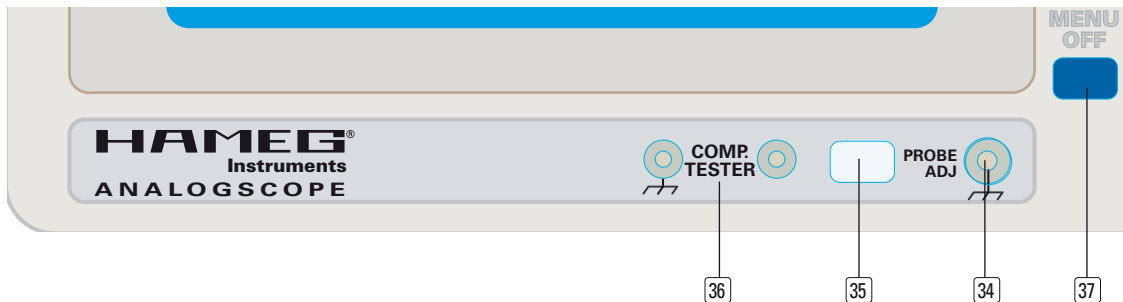 MENU
OFF
HAMEG®
Instruments
ANALOGSCOPE
COMP.
TESTER
PROBE
ADJ
36 35 34 37